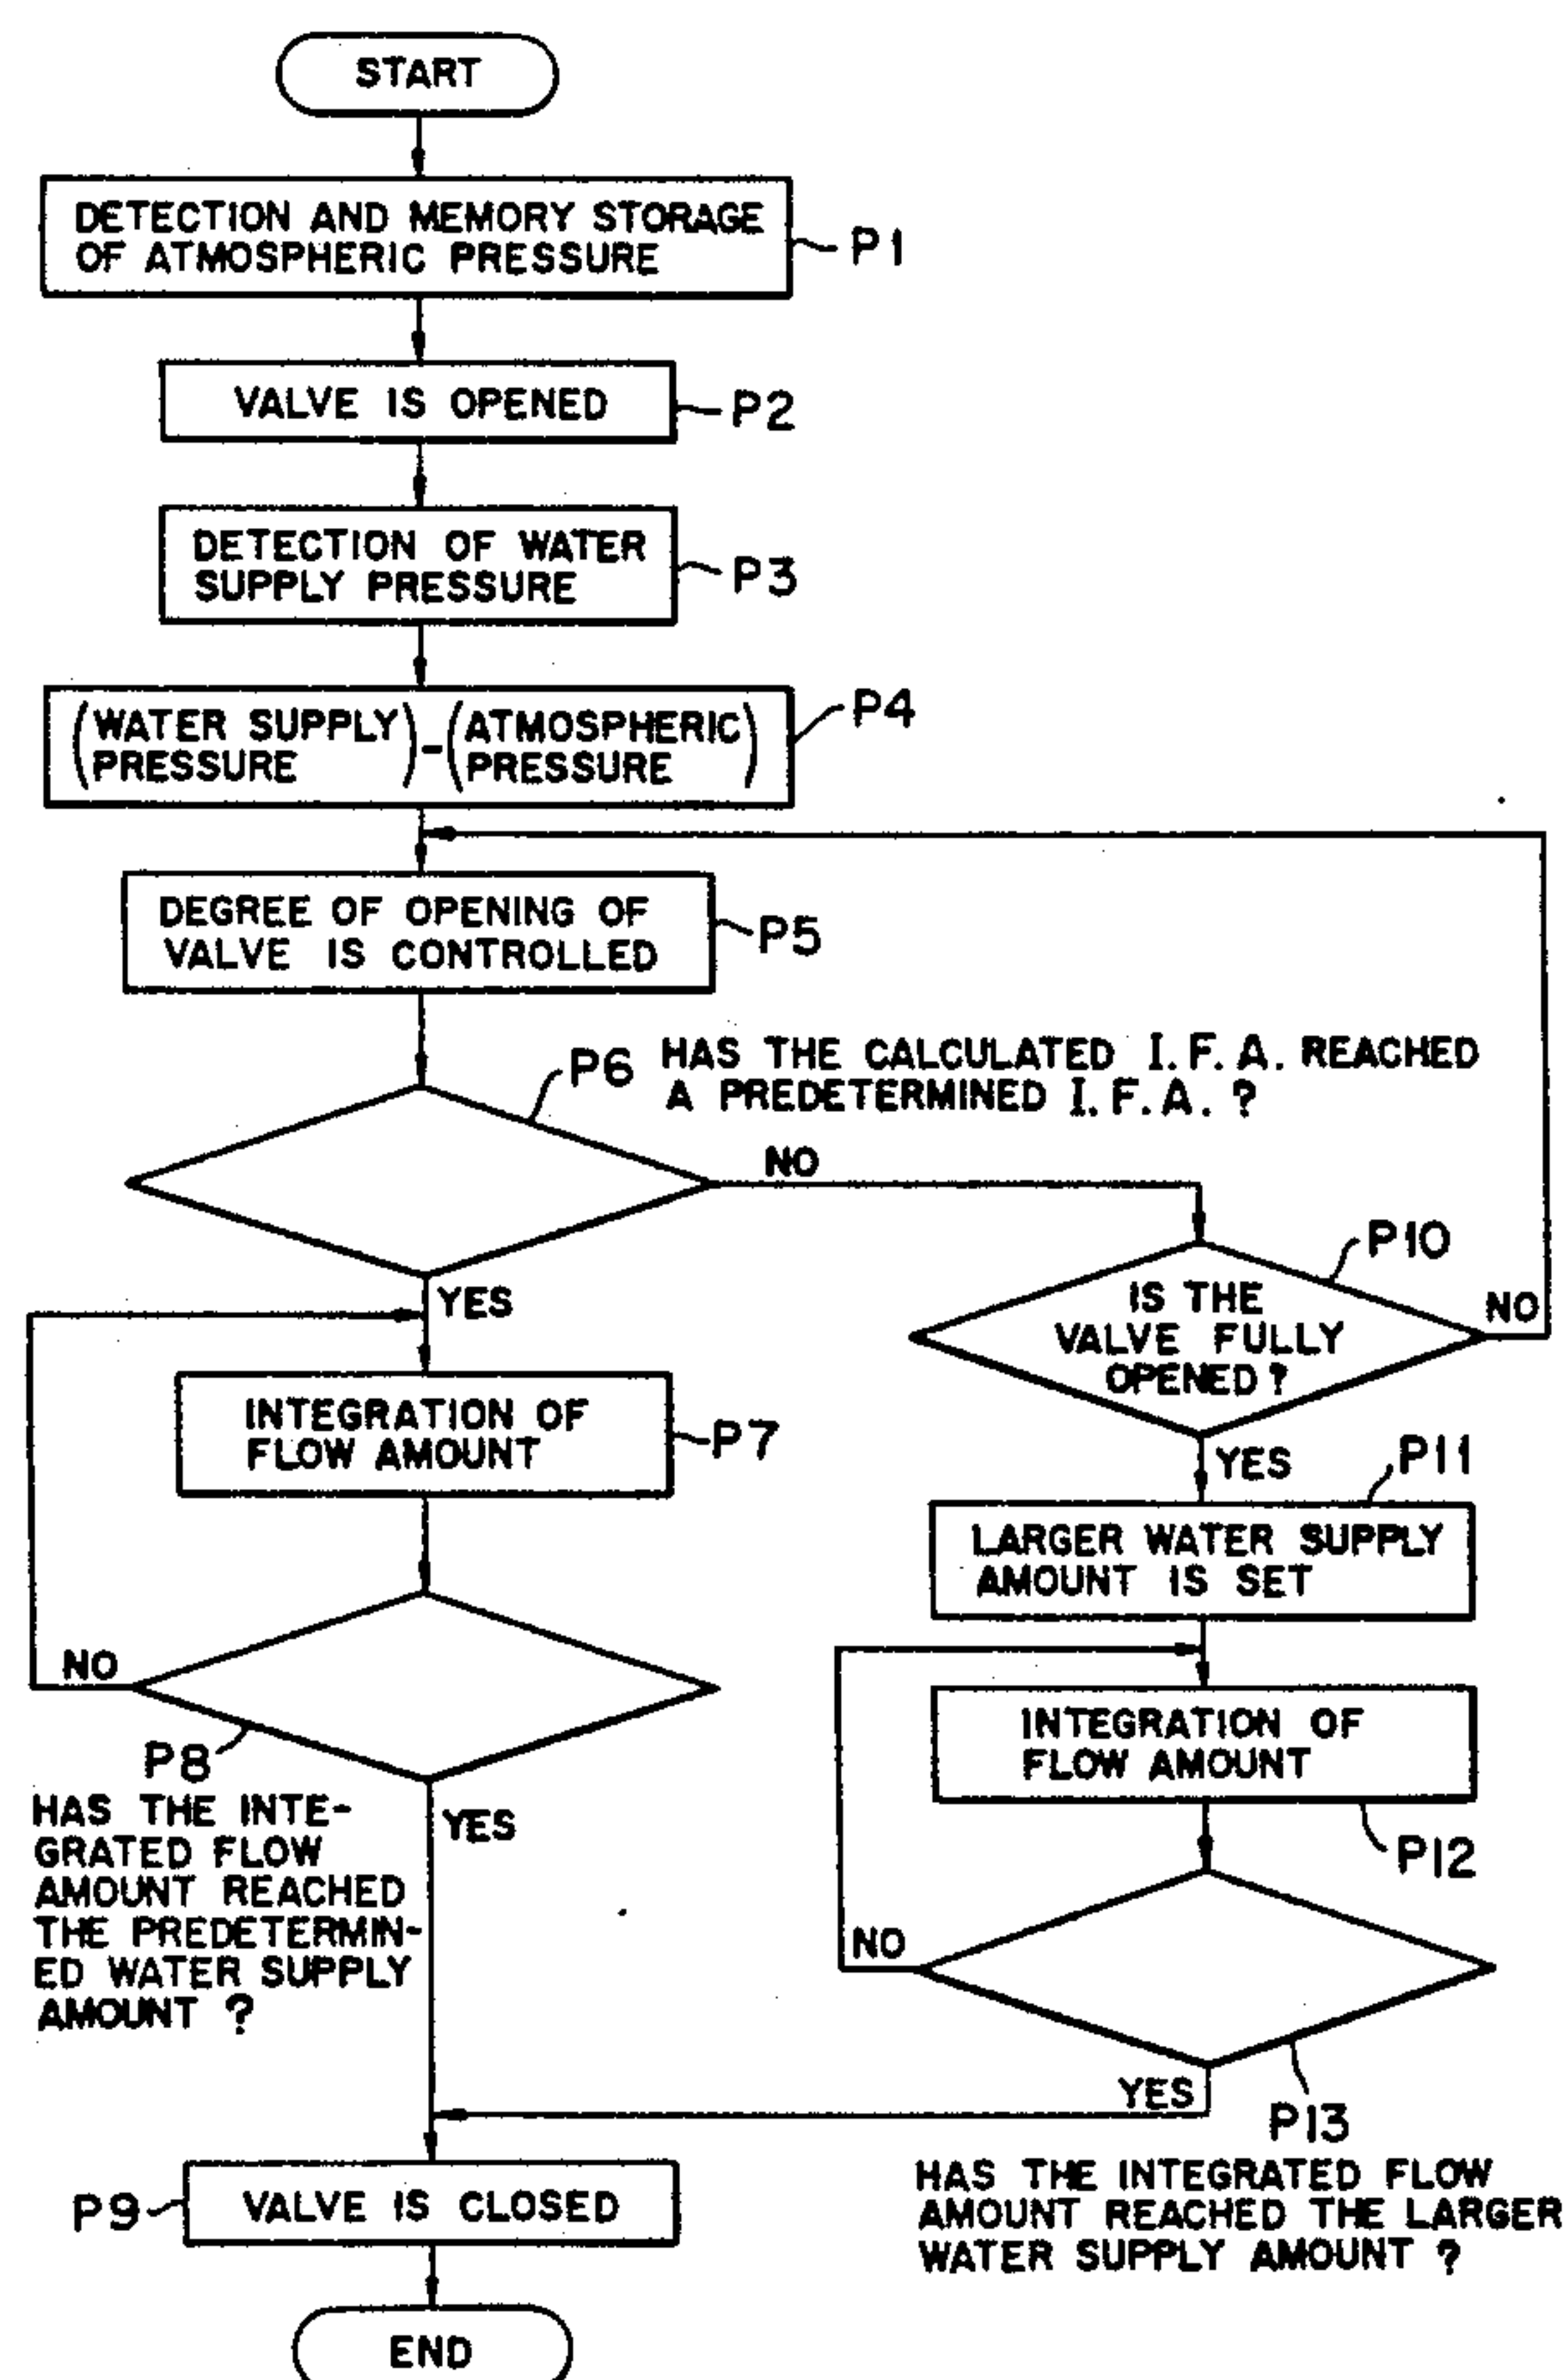 START
DETECTION AND MEMORY STORAGE
OF ATMOSPHERIC PRESSURE
P1
VALVE IS OPENED
P2
DETECTION OF WATER
SUPPLY PRESSURE
P3
(WATER SUPPLY PRESSURE) - (ATMOSPHERIC PRESSURE)
P4
DEGREE OF OPENING OF
VALVE IS CONTROLLED
P5
P6
HAS THE CALCULATED I.F.A. REACHED
A PREDETERMINED I.F.A.?
NO
YES
P10
IS THE
VALVE FULLY
OPENED?
NO
YES
INTEGRATION OF
FLOW AMOUNT
P7
P11
LARGER WATER SUPPLY
AMOUNT IS SET
NO
P8
HAS THE INTE-
GRATED FLOW
AMOUNT REACHED
THE PREDETERMIN-
ED WATER SUPPLY
AMOUNT ?
YES
INTEGRATION OF
FLOW AMOUNT
P12
NO
YES
P13
HAS THE INTEGRATED FLOW
AMOUNT REACHED THE LARGER
WATER SUPPLY AMOUNT ?
P9
VALVE IS CLOSED
END